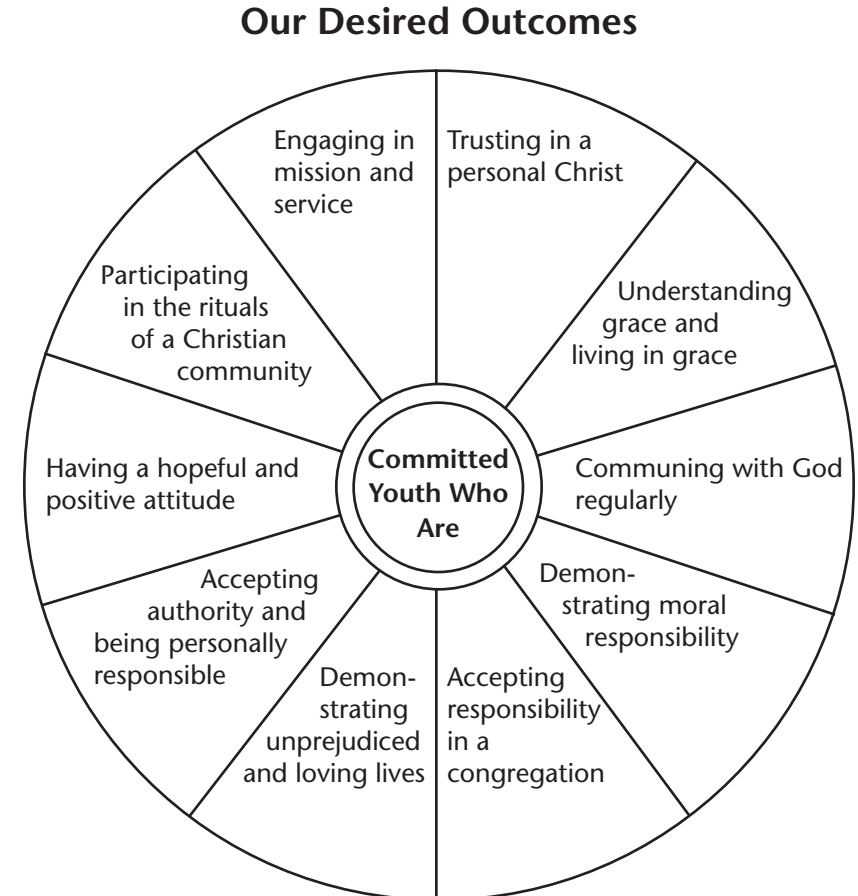 Our Desired Outcomes
Engaging in
mission and
service
Trusting in a
personal Christ
Understanding
grace and
living in grace
Communing with God
regularly
Demon-
strating moral
responsibility
Accepting
responsibility
in a
congregation
Demon-
strating
unprejudiced
and loving lives
Accepting
authority and
being personally
responsible
Having a hopeful and
positive attitude
Participating
in the rituals
of a Christian
community
Committed
Youth Who
Are